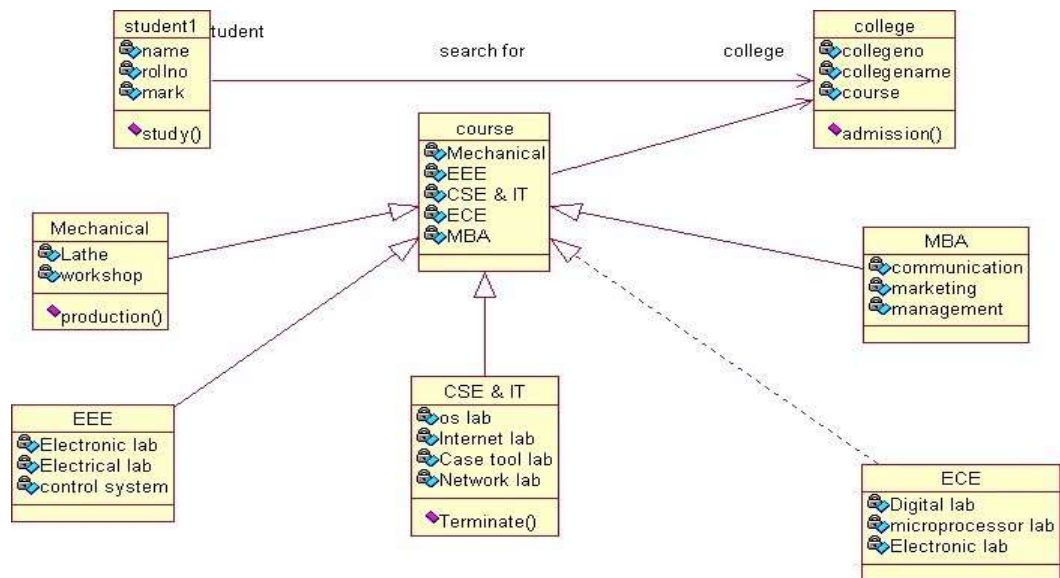 student1
tudent
name
rollno
mark
study()
search for
college
college
collegeno
collegename
course
admission()
course
Mechanical
EEE
CSE & IT
ECE
MBA
Mechanical
Lathe
workshop
production()
MBA
communication
marketing
management
EEE
Electronic lab
Electrical lab
control system
CSE & IT
os lab
Internet lab
Case tool lab
Network lab
Terminate()
ECE
Digital lab
microprocessor lab
Electronic lab